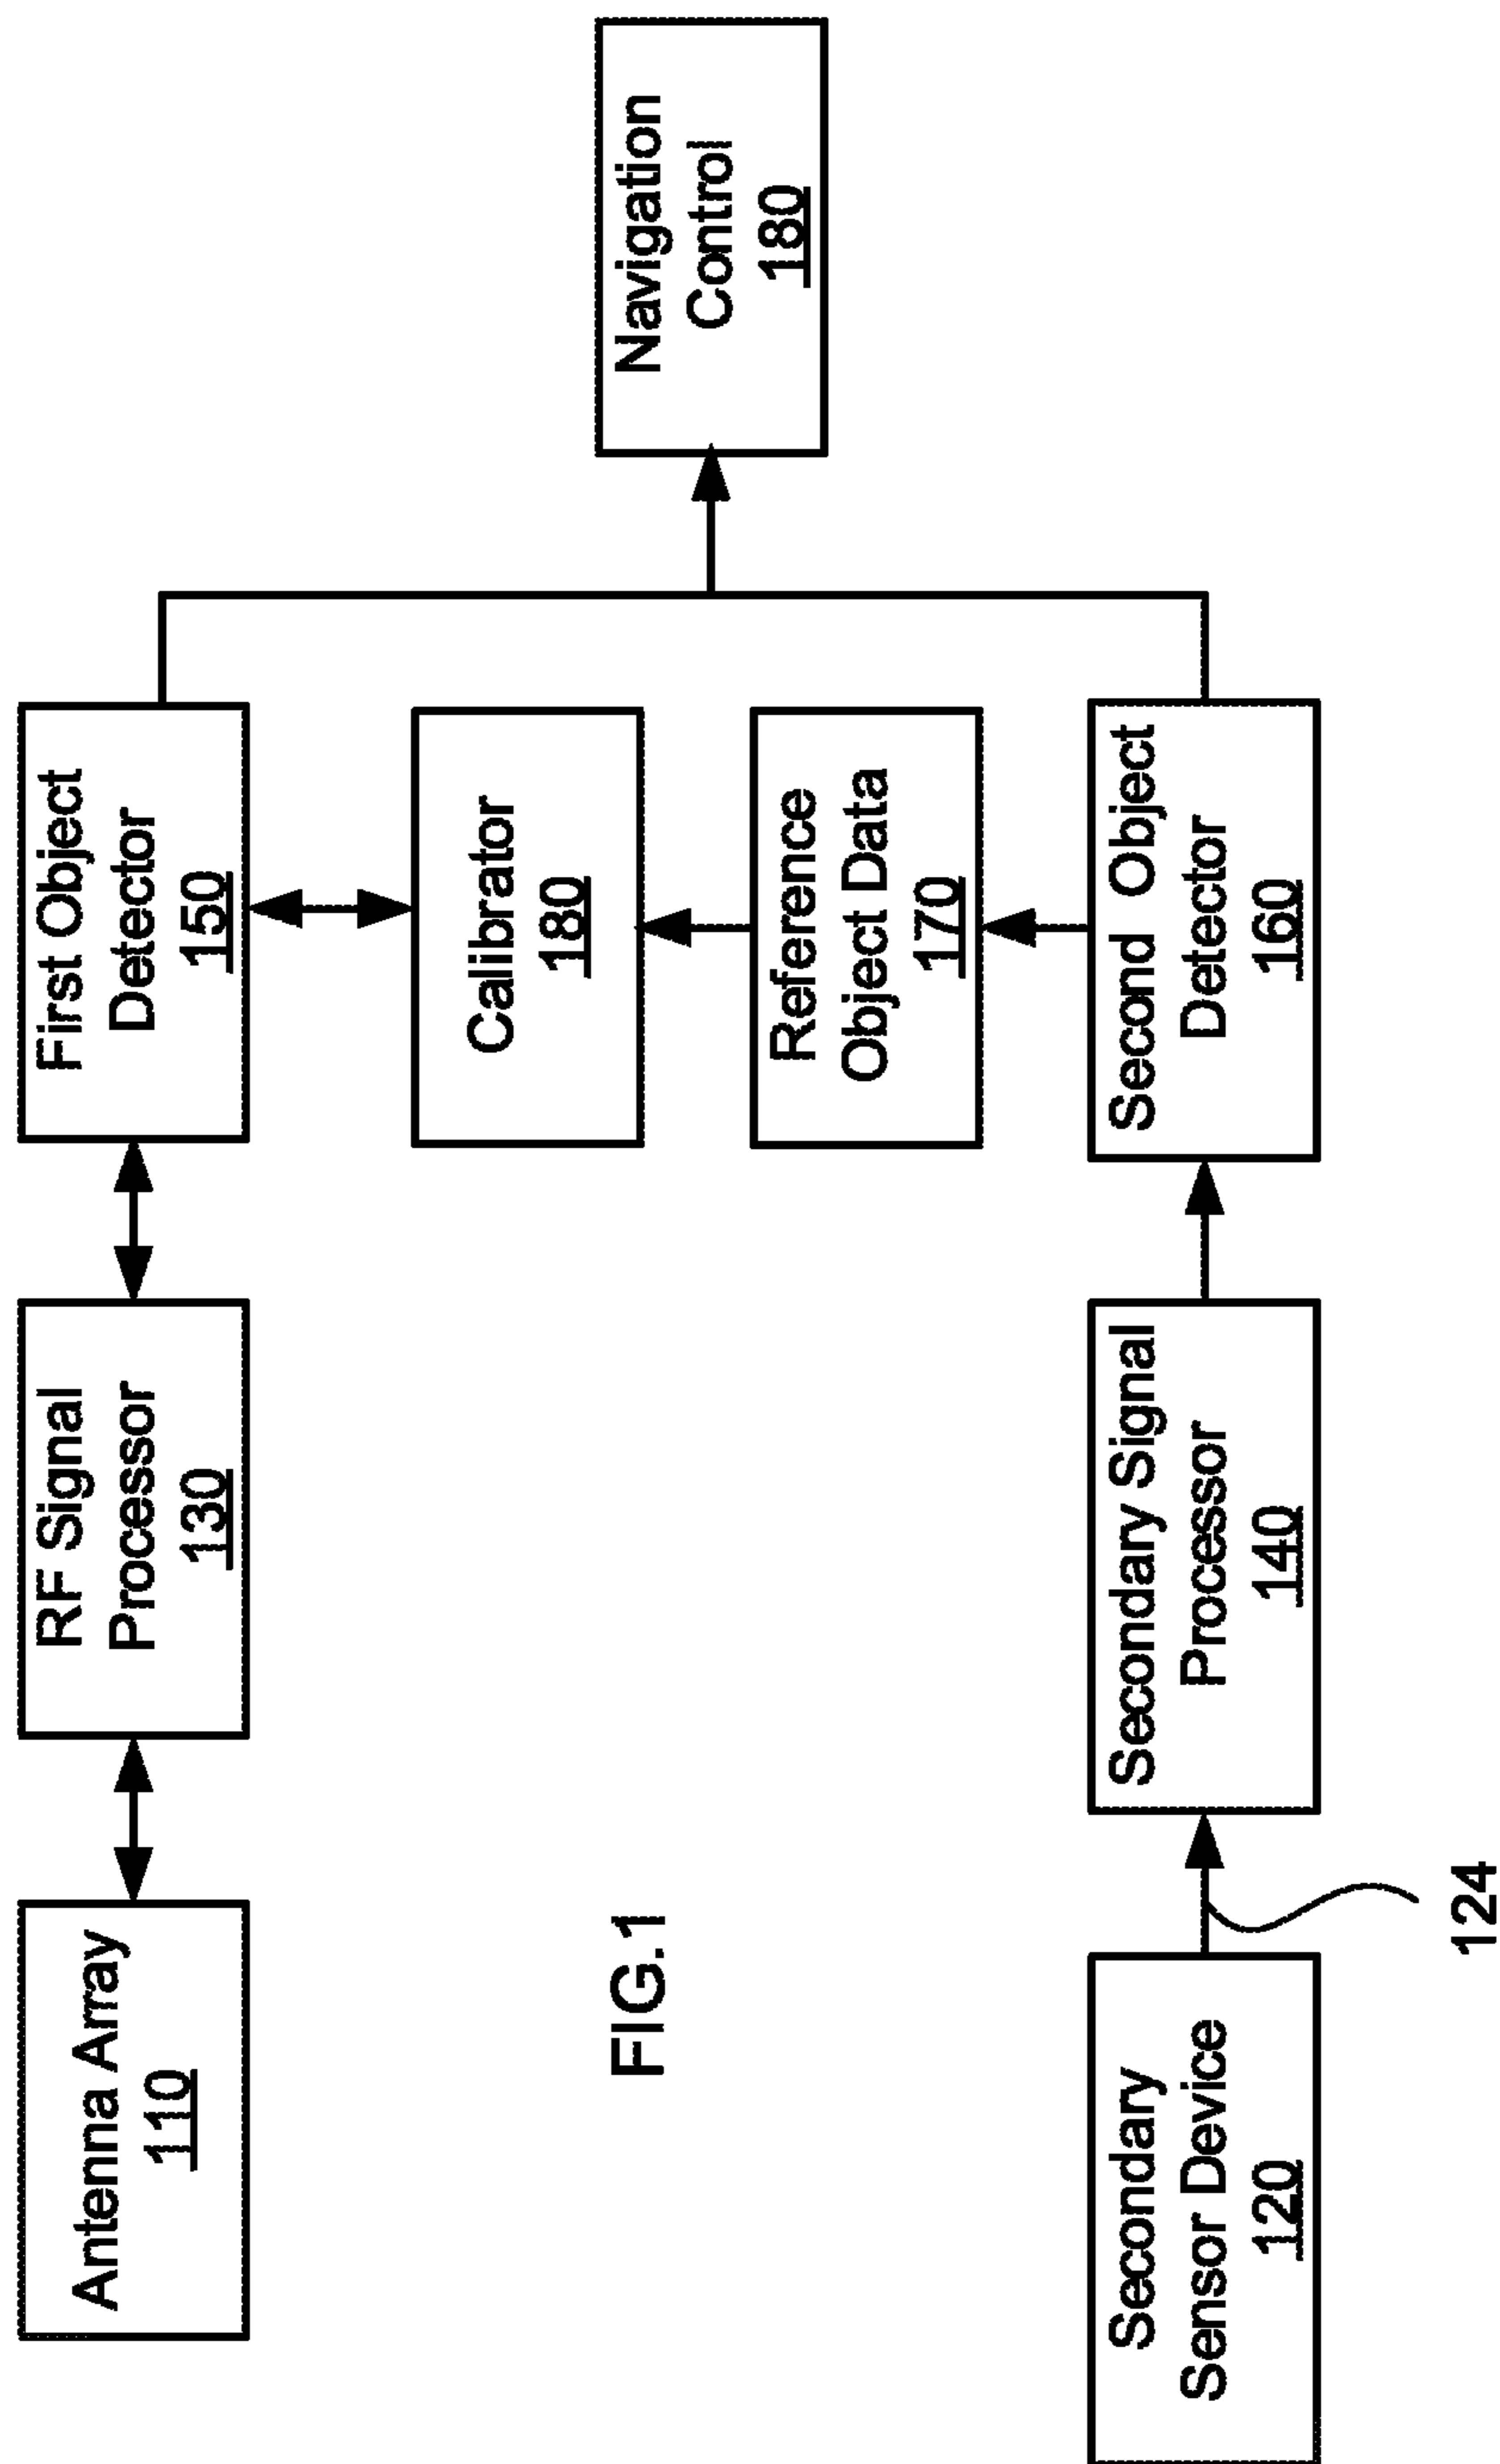 Antenna Array
110
RF Signal
Processor
130
First Object
Detector
150
Calibrator
180
Reference
Object Data
170
Navigation
Control
180
FIG.1
Secondary
Sensor Device
120
124
Secondary Signal
Processor
140
Second Object
Detector
160